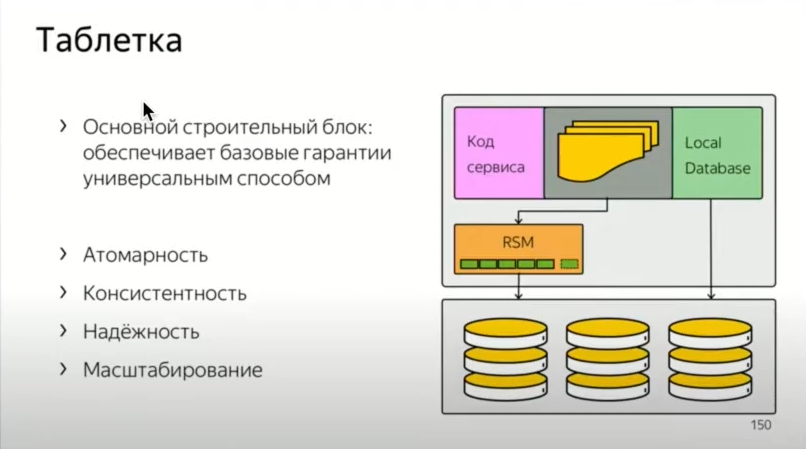 Таблетка
Основной строительный блок:
обеспечивает базовые гарантии
универсальным способом
Атомарность
Консистентность
Надёжность
Масштабирование
Код
сервиса
Local
Database
RSM
150